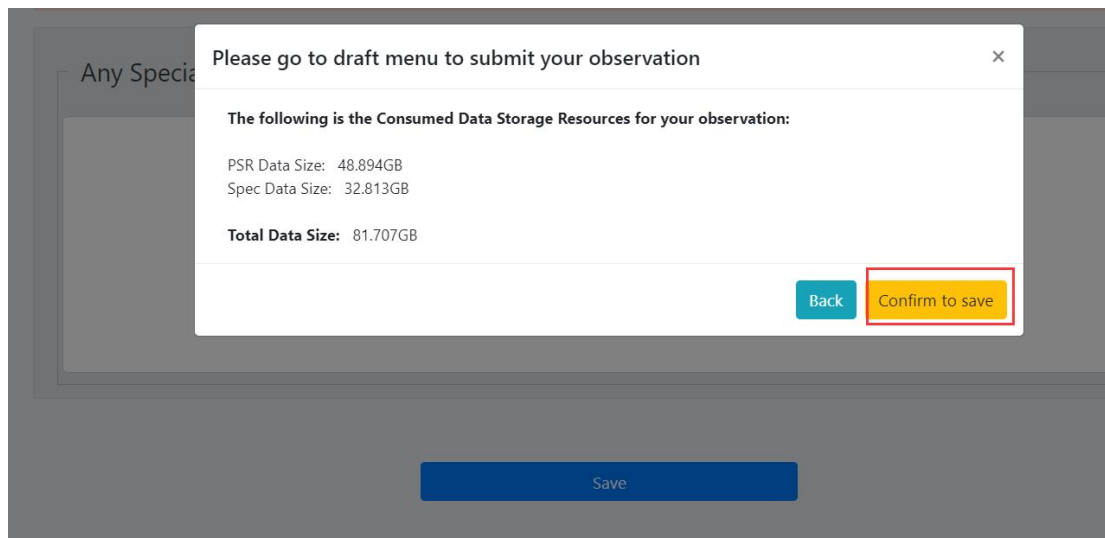 Please go to draft menu to submit your observation ×
Any Specia
The following is the Consumed Data Storage Resources for your observation:
PSR Data Size: 48.894GB
Spec Data Size: 32.813GB
Total Data Size: 81.707GB
Back Confirm to save
Save